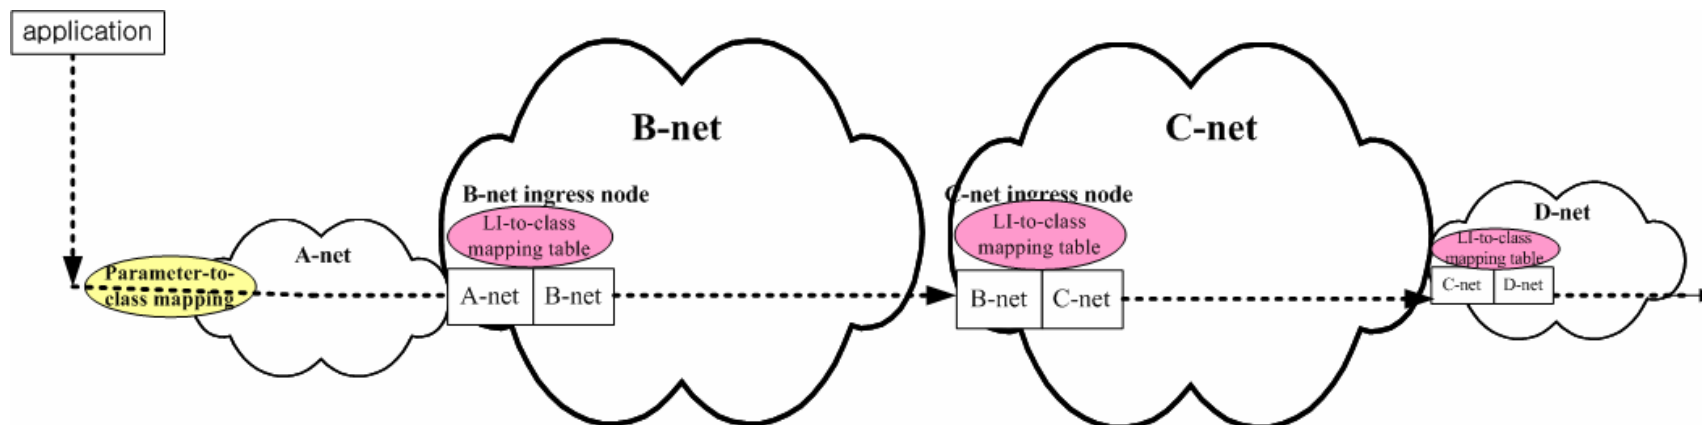 application
A-net
Parameter-to-
class mapping
B-net
B-net ingress node
LI-to-class
mapping table
A-net
B-net
C-net
C-net ingress node
LI-to-class
mapping table
B-net
C-net
D-net
LI-to-class
mapping table
C-net
D-net